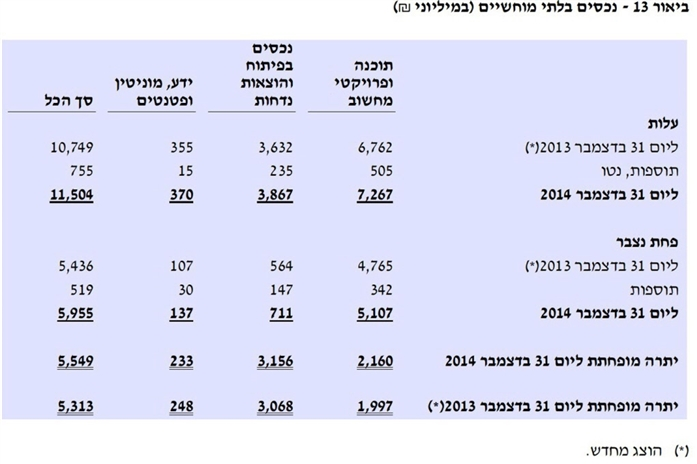 ביאור 13 - נכסים בלתי מוחשיים (במיליוני ₪)
תוכנה ופרויקטי מחשוב | נכסים בפיתוח והוצאות נדחות | ידע, מוניטין ופטנטים | סך הכל
עלות
ליום 31 בדצמבר 2013(*) 6,762 3,632 355 10,749
תוספות, נטו 505 235 15 755
ליום 31 בדצמבר 2014 7,267 3,867 370 11,504
פחת נצבר
ליום 31 בדצמבר 2013(*) 4,765 564 107 5,436
תוספות 342 147 30 519
ליום 31 בדצמבר 2014 5,107 711 137 5,955
יתרה מופחתת ליום 31 בדצמבר 2014 2,160 3,156 233 5,549
יתרה מופחתת ליום 31 בדצמבר 2013(*) 1,997 3,068 248 5,313
(*) הוצג מחדש.